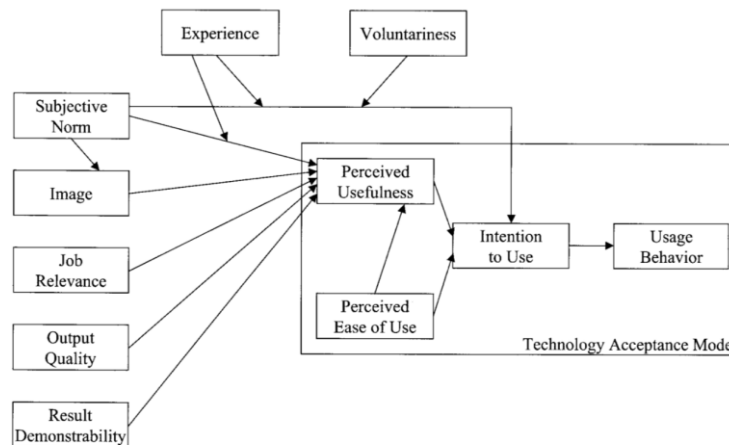 Experience
Voluntariness
Subjective
Norm
Image
Job
Relevance
Output
Quality
Result
Demonstrability
Perceived
Usefulness
Perceived
Ease of Use
Intention
to Use
Usage
Behavior
Technology Acceptance Mode